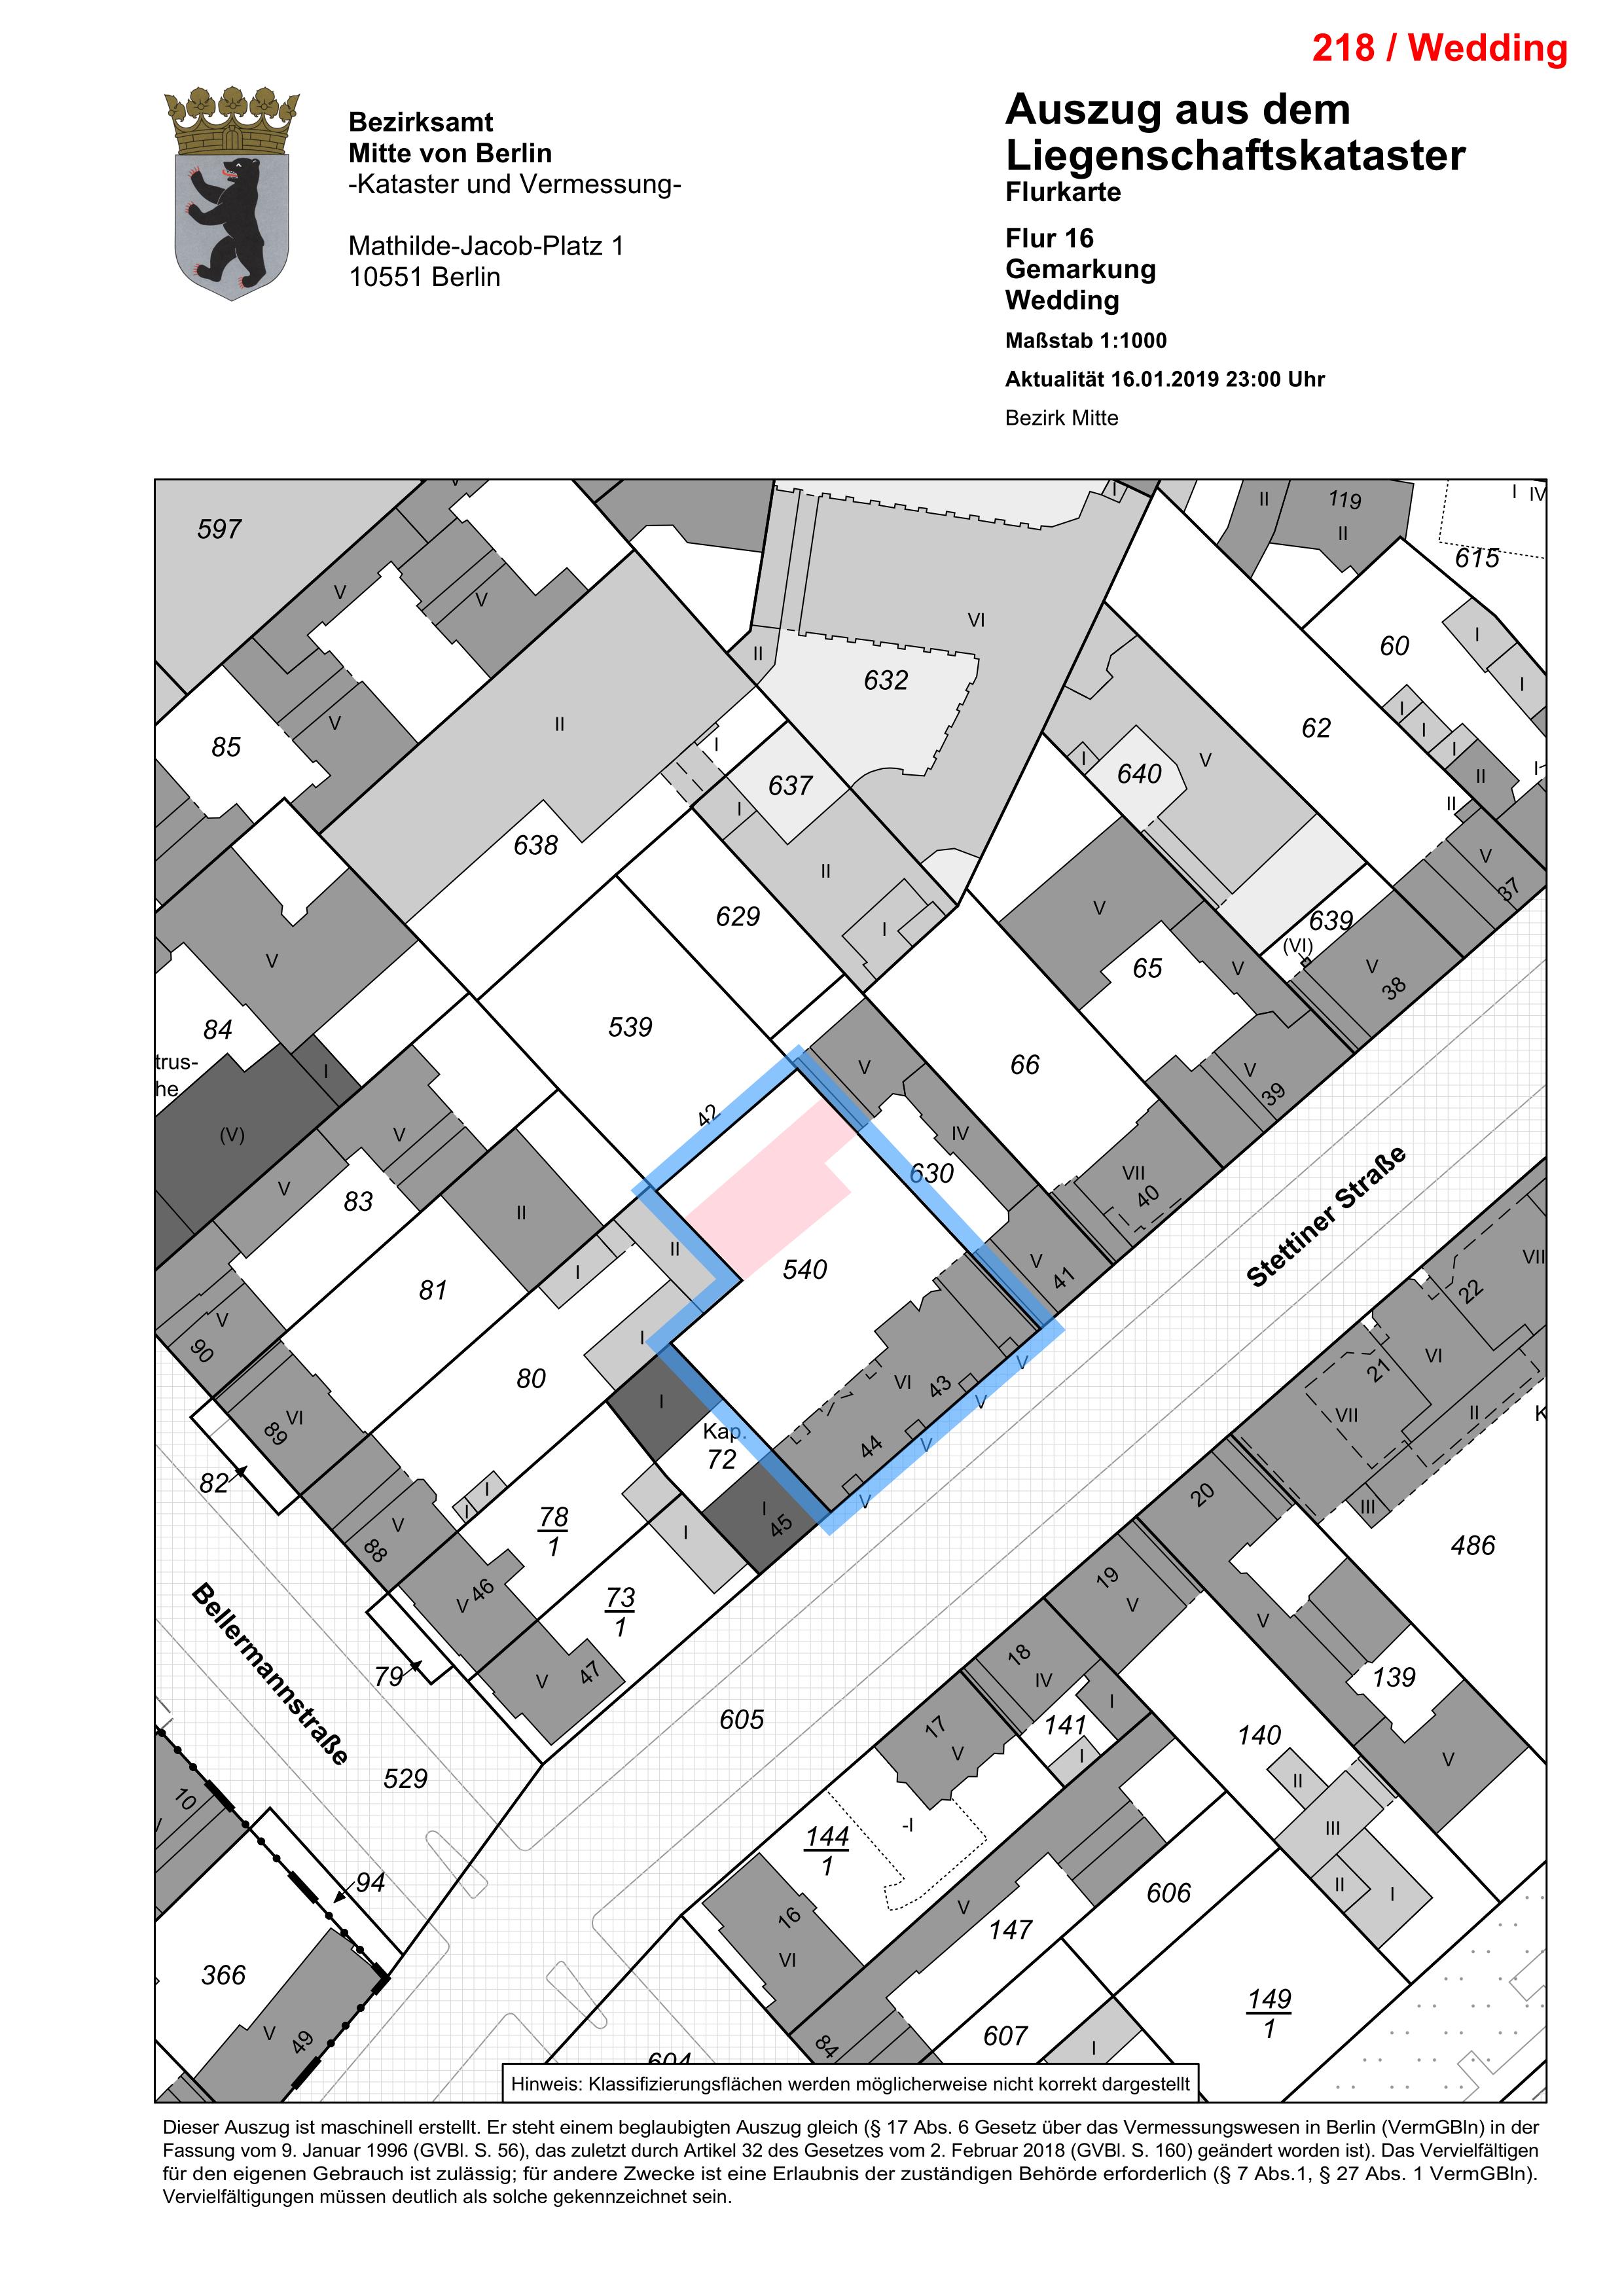 218 / Wedding
Bezirksamt
Mitte von Berlin
-Kataster und Vermessung-
Mathilde-Jacob-Platz 1
10551 Berlin
Auszug aus dem
Liegenschaftskataster
Flurkarte
Flur 16
Gemarkung
Wedding
Maßstab 1:1000
Aktualität 16.01.2019 23:00 Uhr
Bezirk Mitte
597
V
II
119
II
I
IV
615
V
V
VI
60
I
I
II
632
85
V
II
62
I
I
I
637
640
V
I
I
II
I-
II
638
I
II
V
37
629
V
639
(VI)
V
38
I
65
V
V
84
539
trus-
he
I
66
V
V
39
(V)
V
42
IV
630
VII
40
V
83
II
II
540
V
41
Stettiner Straße
VII
22
81
I
V
90
I
80
VI
43
V
V
VI
21
VII
II
K
I
Kap.
72
44
V
V
VI
89
82
I
45
20
III
486
I
I
78
1
V
88
I
19
V
V
V 46
73
1
Bellermannstraße
79
V
47
18
IV
139
I
605
17
V
141
I
140
V
529
II
10
V
-I
144
1
III
94
II
I
606
16
VI
V
147
366
149
1
V
49
84
607
I
604
Hinweis: Klassifizierungsflächen werden möglicherweise nicht korrekt dargestellt
Dieser Auszug ist maschinell erstellt. Er steht einem beglaubigten Auszug gleich (§ 17 Abs. 6 Gesetz über das Vermessungswesen in Berlin (VermGBln) in der
Fassung vom 9. Januar 1996 (GVBl. S. 56), das zuletzt durch Artikel 32 des Gesetzes vom 2. Februar 2018 (GVBl. S. 160) geändert worden ist). Das Vervielfältigen
für den eigenen Gebrauch ist zulässig; für andere Zwecke ist eine Erlaubnis der zuständigen Behörde erforderlich (§ 7 Abs.1, § 27 Abs. 1 VermGBln).
Vervielfältigungen müssen deutlich als solche gekennzeichnet sein.